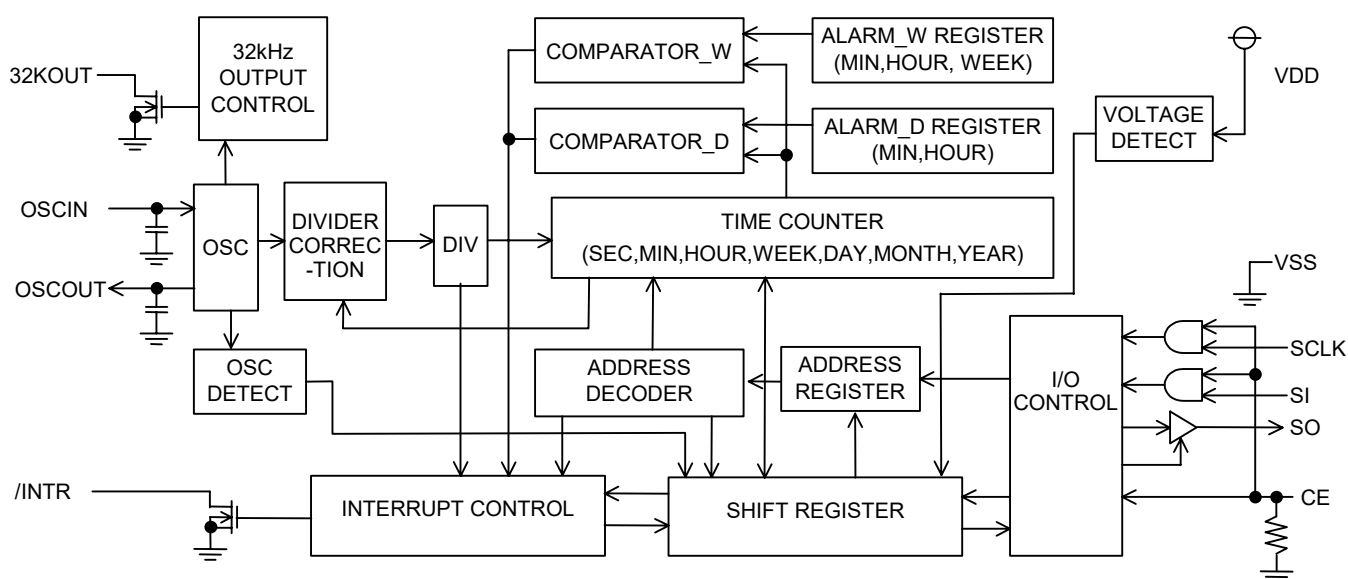 32KOUT
32kHz
OUTPUT
CONTROL
COMPARATOR_W
ALARM_W REGISTER
(MIN,HOUR, WEEK)
VDD
COMPARATOR_D
ALARM_D REGISTER
(MIN,HOUR)
VOLTAGE
DETECT
OSCIN
OSCOUT
OSC
DIVIDER
CORREC
-TION
DIV
TIME COUNTER
(SEC,MIN,HOUR,WEEK,DAY,MONTH,YEAR)
VSS
OSC
DETECT
ADDRESS
DECODER
ADDRESS
REGISTER
I/O
CONTROL
SCLK
SI
SO
CE
/INTR
INTERRUPT CONTROL
SHIFT REGISTER